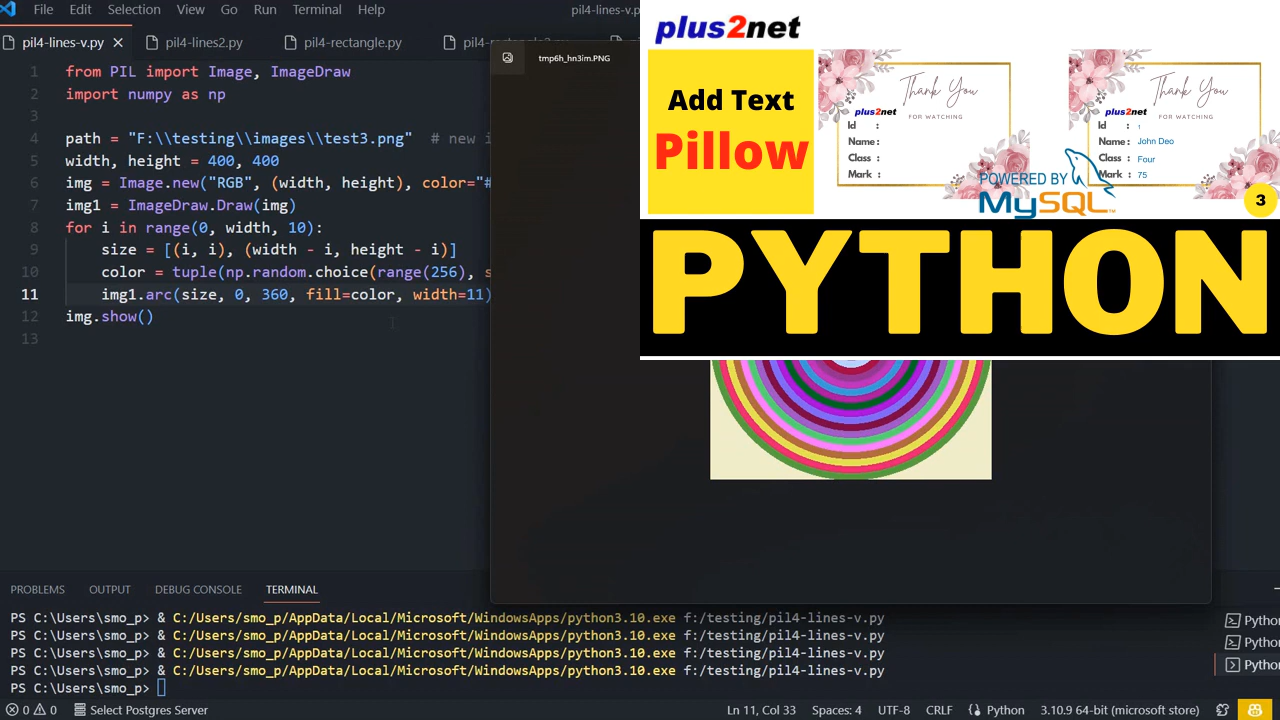 File Edit Selection View Go Run Terminal Help pil4-lines-v.p
pil4-lines-v.py pil4-lines2.py pil4-rectangle.py
1 from PIL import Image, ImageDraw
2 import numpy as np
3
4 path = "F:\\testing\\images\\test3.png" # new i
5 width, height = 400, 400
6 img = Image.new("RGB", (width, height), color="#
7 img1 = ImageDraw.Draw(img)
8 for i in range(0, width, 10):
9 size = [(i, i), (width - i, height - i)]
10 color = tuple(np.random.choice(range(256), s
11 img1.arc(size, 0, 360, fill=color, width=11)
12 img.show()
13
tmp6h_hn3im.PNG
plus2net
Add Text
Pillow
Thank You
FOR WATCHING
plus2net
Id :
Name :
Class :
Mark :
Thank You
FOR WATCHING
plus2net
Id : 1
Name : John Deo
Class : Four
Mark : 75
POWERED BY
MySQL
3
PYTHON
PROBLEMS OUTPUT DEBUG CONSOLE TERMINAL
PS C:\Users\smo_p> & C:/Users/smo_p/AppData/Local/Microsoft/WindowsApps/python3.10.exe f:/testing/pil4-lines-v.py
PS C:\Users\smo_p> & C:/Users/smo_p/AppData/Local/Microsoft/WindowsApps/python3.10.exe f:/testing/pil4-lines-v.py
PS C:\Users\smo_p> & C:/Users/smo_p/AppData/Local/Microsoft/WindowsApps/python3.10.exe f:/testing/pil4-lines-v.py
PS C:\Users\smo_p> & C:/Users/smo_p/AppData/Local/Microsoft/WindowsApps/python3.10.exe f:/testing/pil4-lines-v.py
PS C:\Users\smo_p>
Pytho
Pytho
Pytho
0 0 Select Postgres Server Ln 11, Col 33 Spaces: 4 UTF-8 CRLF Python 3.10.9 64-bit (microsoft store)